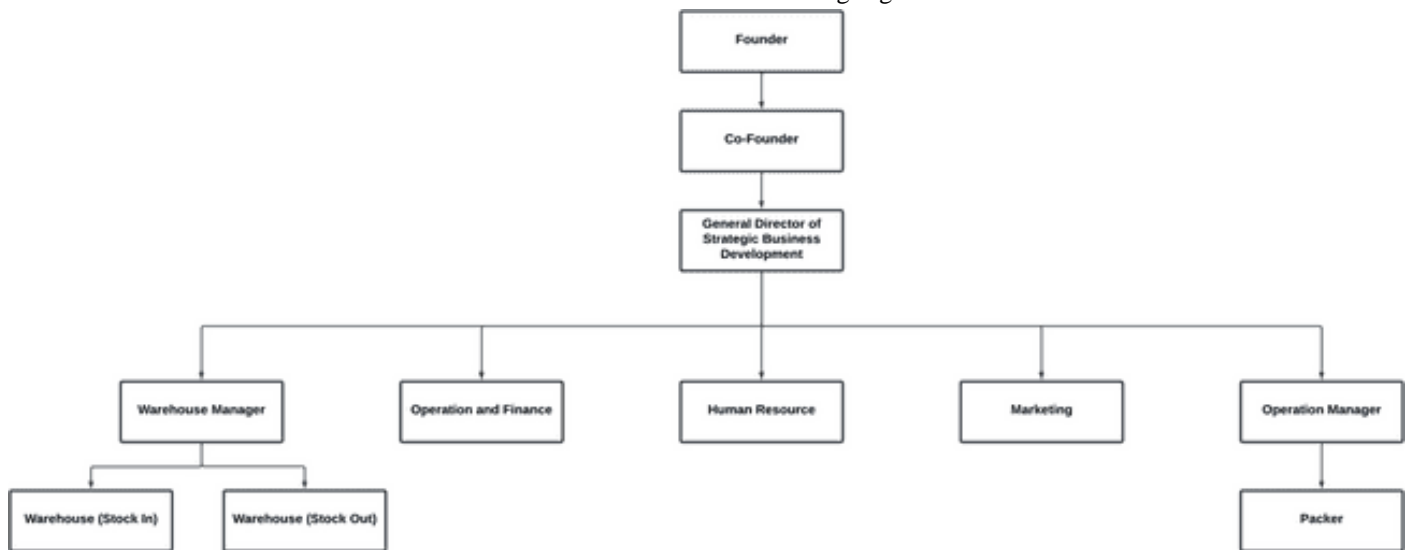 Founder
Co-Founder
General Director of
Strategic Business
Development
Warehouse Manager
Operation and Finance
Human Resource
Marketing
Operation Manager
Warehouse (Stock In)
Warehouse (Stock Out)
Packer